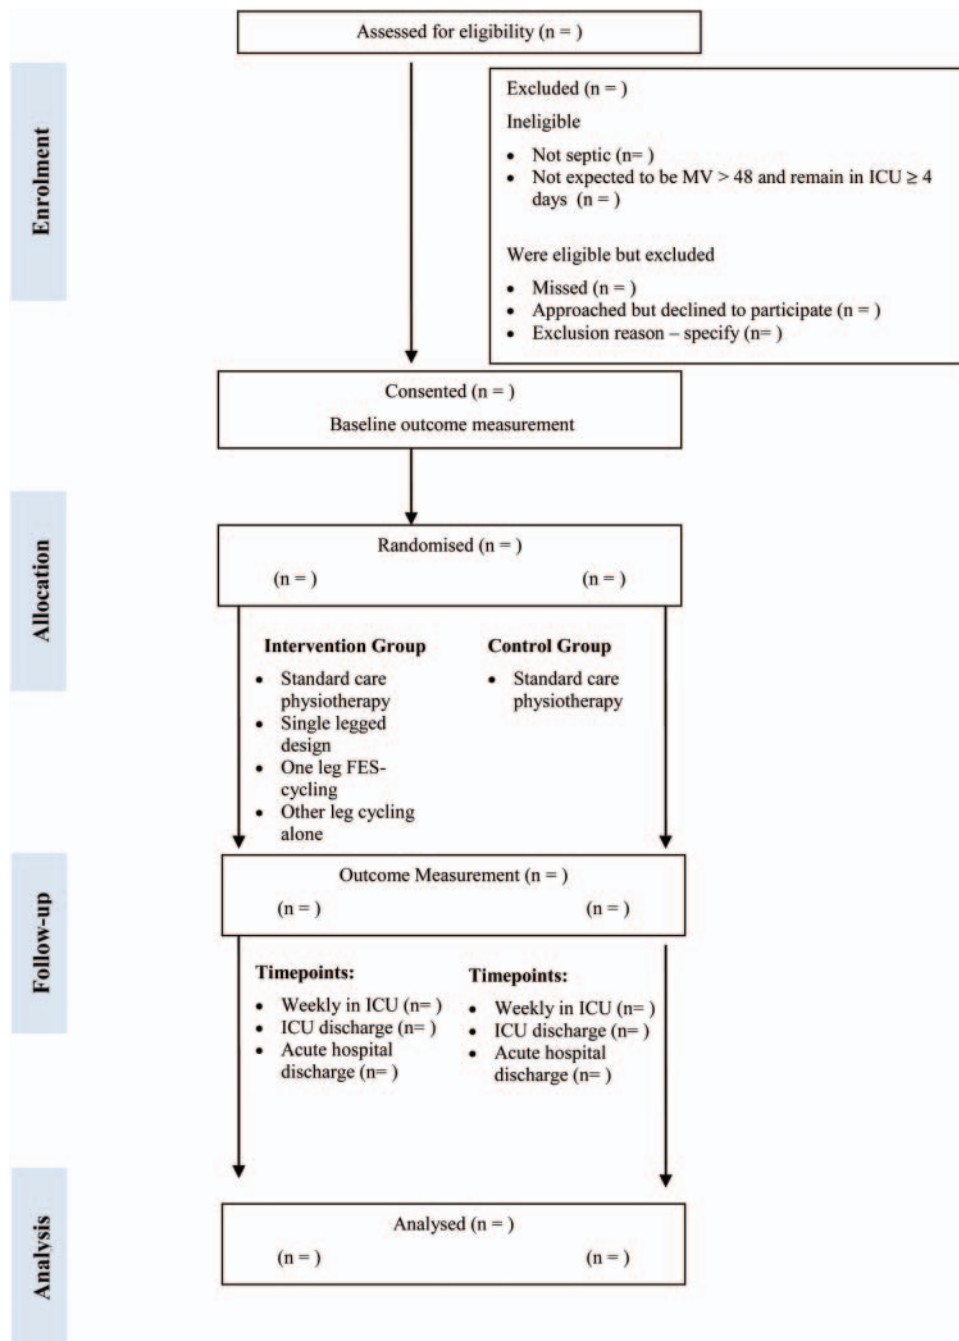 Assessed for eligibility (n = )
Enrolment
Excluded (n = )
Ineligible
• Not septic (n= )
• Not expected to be MV > 48 and remain in ICU ≥ 4
days (n = )
Were eligible but excluded
• Missed (n = )
• Approached but declined to participate (n = )
• Exclusion reason – specify (n= )
Consented (n = )
Baseline outcome measurement
Allocation
Randomised (n = )
(n = ) (n = )
Intervention Group
• Standard care
physiotherapy
• Single legged
design
• One leg FES-
cycling
• Other leg cycling
alone
Control Group
• Standard care
physiotherapy
Follow-up
Outcome Measurement (n = )
(n = ) (n = )
Timepoints:
• Weekly in ICU (n= )
• ICU discharge (n= )
• Acute hospital
discharge (n= )
Timepoints:
• Weekly in ICU (n= )
• ICU discharge (n= )
• Acute hospital
discharge (n= )
Analysis
Analysed (n = )
(n = ) (n = )